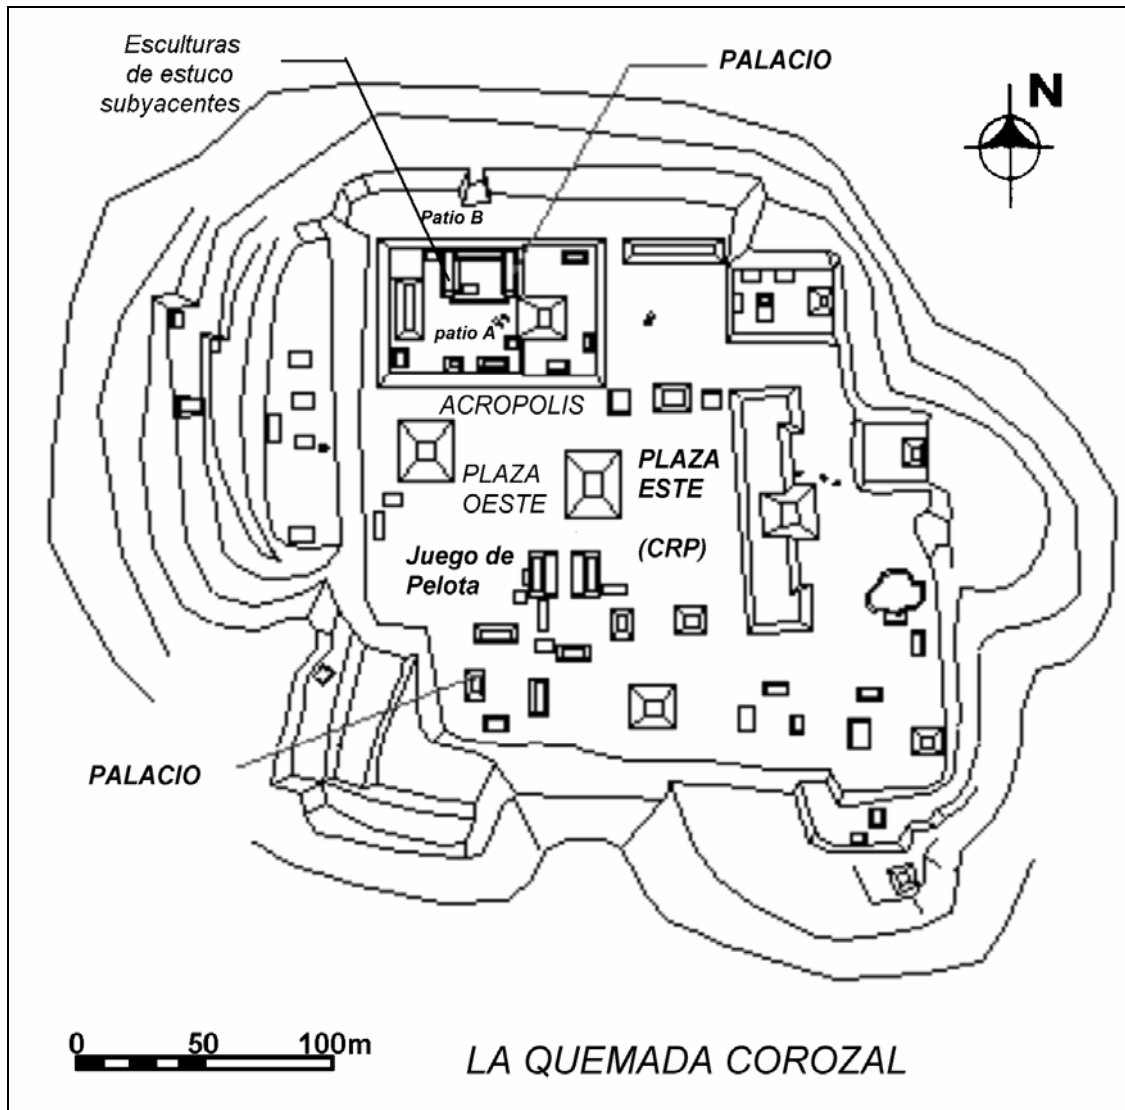 Esculturas
de estuco
subyacentes
PALACIO
N
Patio B
patio A
ACROPOLIS
PLAZA
OESTE
PLAZA
ESTE
(CRP)
Juego de
Pelota
PALACIO
0 50 100m
LA QUEMADA COROZAL